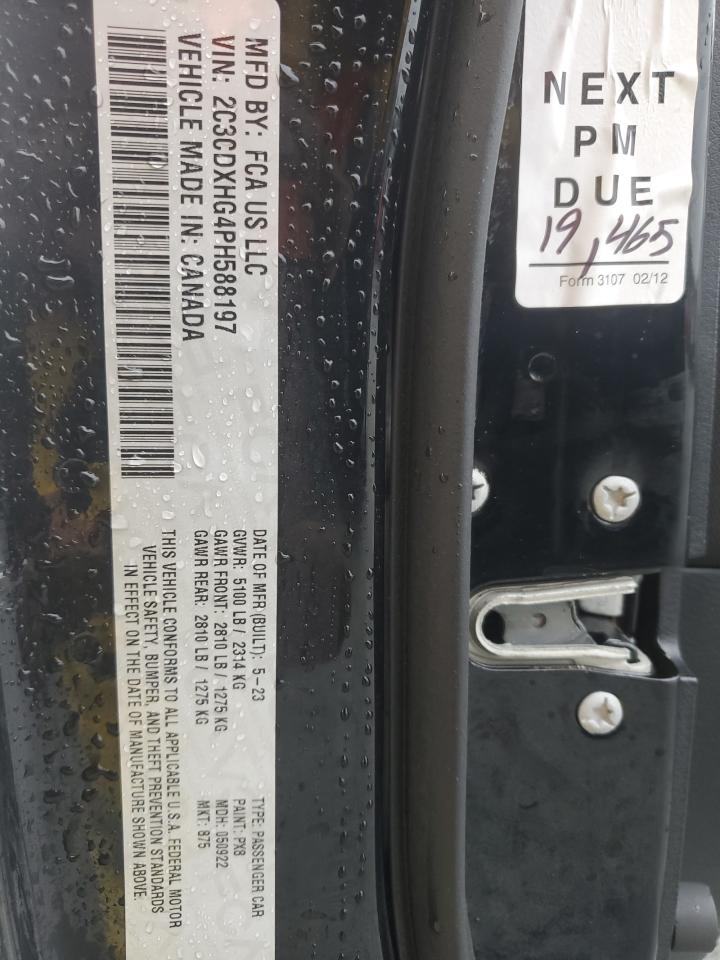 MFD BY: FCA US LLC
VIN: 2C3CDXHG4PH588197
VEHICLE MADE IN: CANADA
DATE OF MFR (BUILT): 5-23
GVWR: 5100 LB / 2314 KG
GAWR FRONT: 2810 LB / 1275 KG
GAWR REAR: 2810 LB / 1275 KG
THIS VEHICLE CONFORMS TO ALL APPLICABLE U.S.A. FEDERAL MOTOR
VEHICLE SAFETY, BUMPER, AND THEFT PREVENTION STANDARDS
IN EFFECT ON THE DATE OF MANUFACTURE SHOWN ABOVE.
TYPE: PASSENGER CAR
PAINT: PX8
MDH: 050922
MKT: 875
NEXT
PM
DUE
19,465
Form 3107 02/12